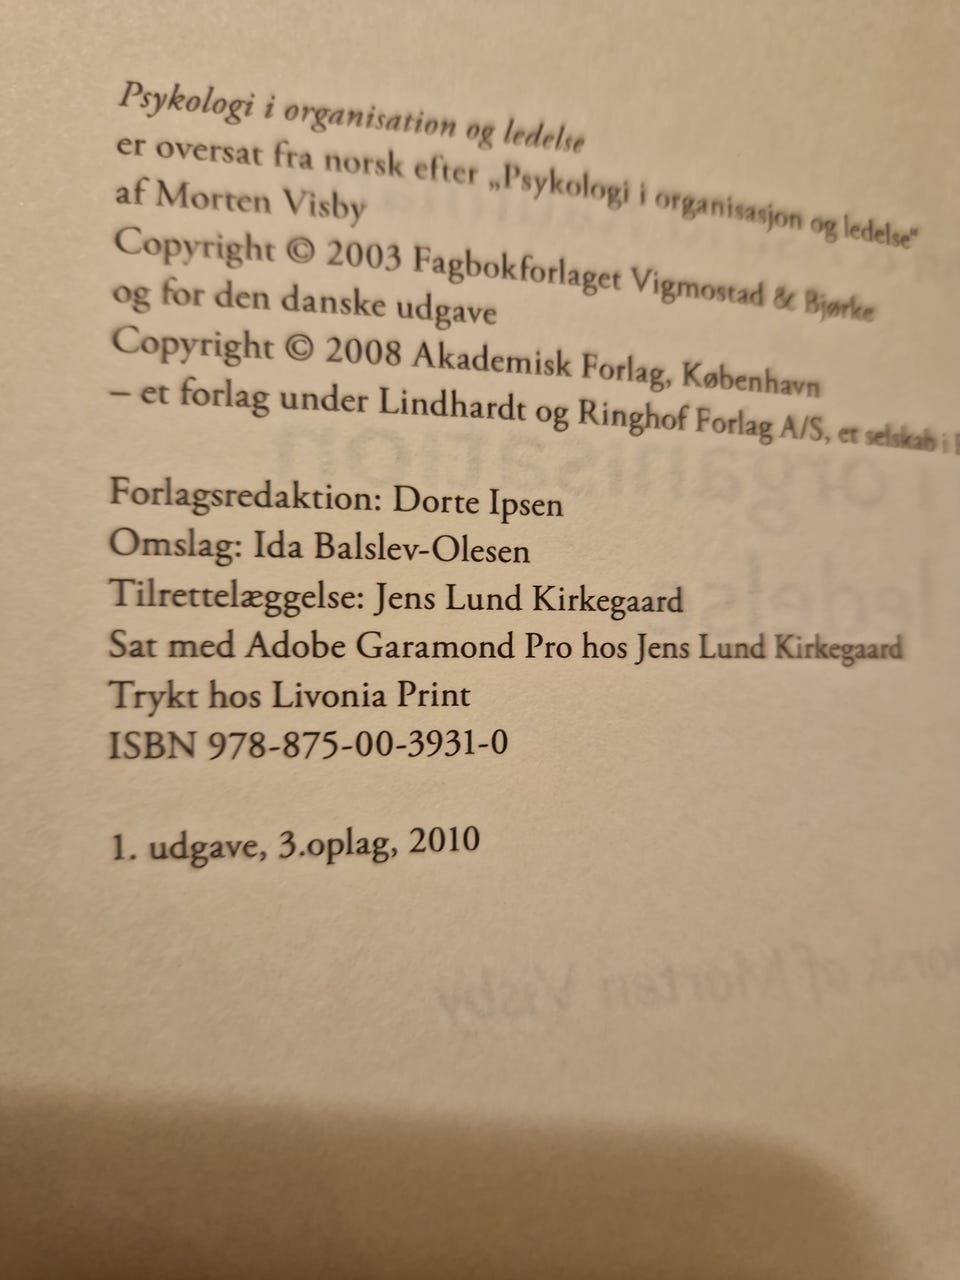 Psykologi i organisation og ledelse
er oversat fra norsk efter „Psykologi i organisasjon og ledelse“
af Morten Visby
Copyright © 2003 Fagbokforlaget Vigmostad & Bjørke
og for den danske udgave
Copyright © 2008 Akademisk Forlag, København
– et forlag under Lindhardt og Ringhof Forlag A/S, et selskab i
Forlagsredaktion: Dorte Ipsen
Omslag: Ida Balslev-Olesen
Tilrettelæggelse: Jens Lund Kirkegaard
Sat med Adobe Garamond Pro hos Jens Lund Kirkegaard
Trykt hos Livonia Print
ISBN 978-875-00-3931-0
1. udgave, 3.oplag, 2010